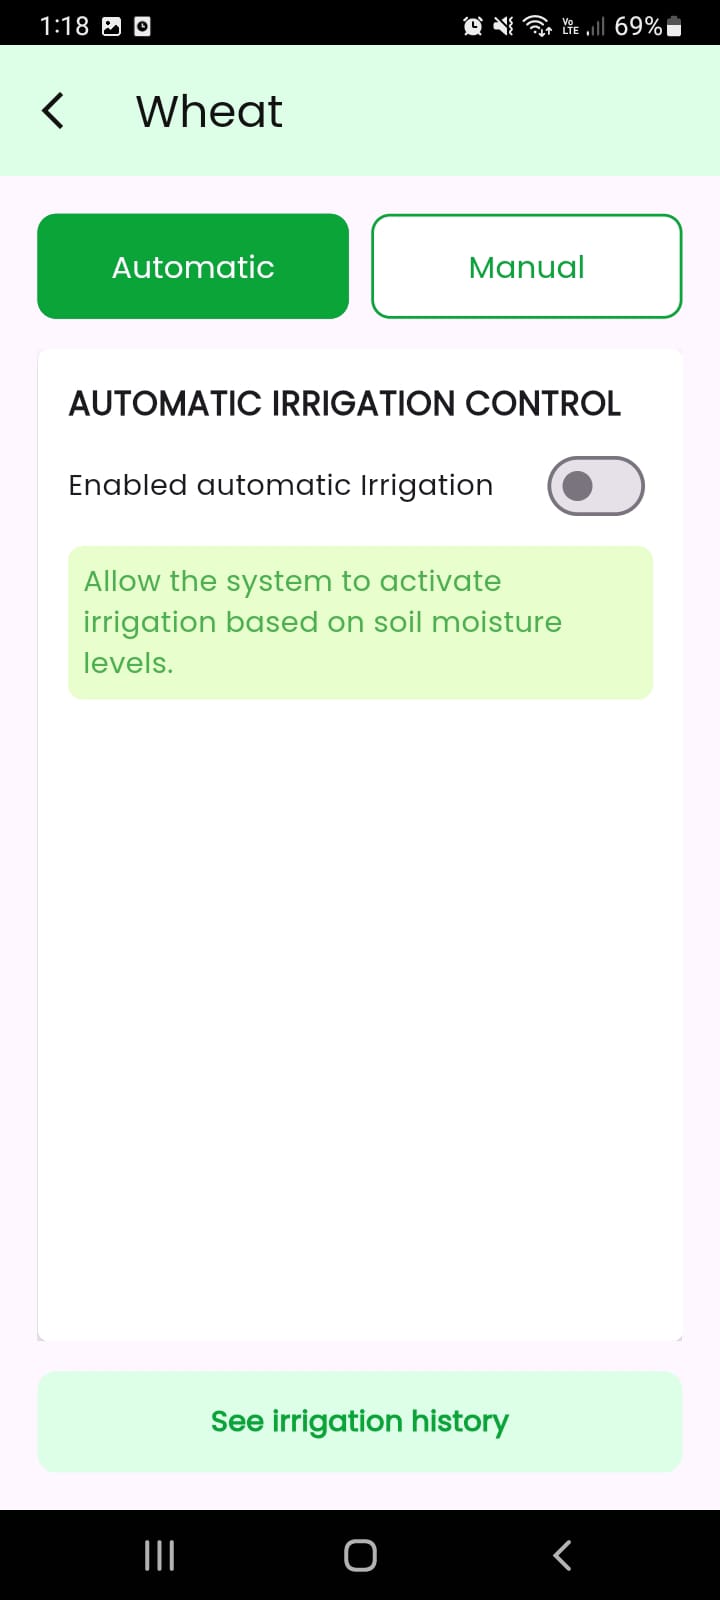 1:18
Vo LTE 69%
Wheat
Automatic
Manual
AUTOMATIC IRRIGATION CONTROL
Enabled automatic Irrigation
Allow the system to activate
irrigation based on soil moisture
levels.
See irrigation history